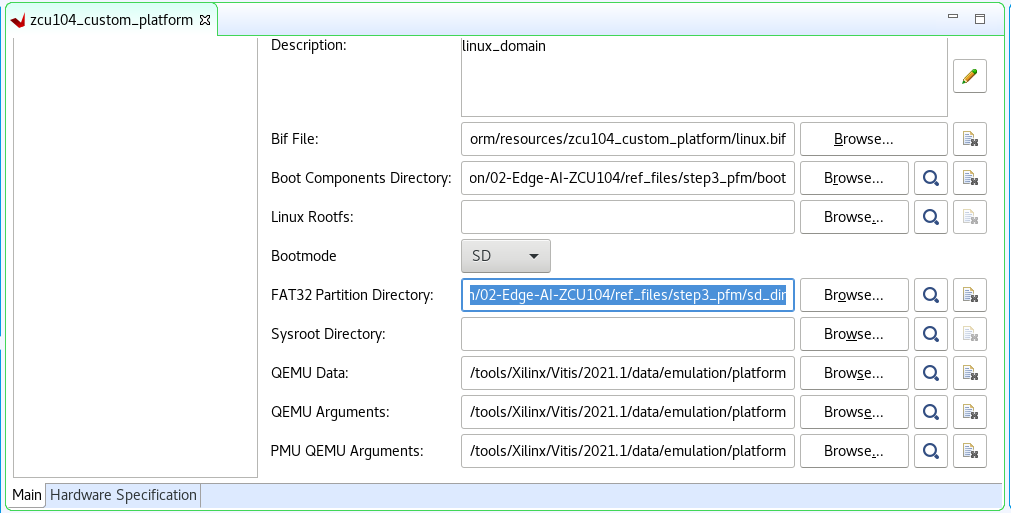 zcu104_custom_platform
Description:
linux_domain
Bif File:
orm/resources/zcu104_custom_platform/linux.bif
Browse...
Boot Components Directory:
on/02-Edge-AI-ZCU104/ref_files/step3_pfm/boot
Browse...
Linux Rootfs:
Browse...
Bootmode
SD
FAT32 Partition Directory:
n/02-Edge-AI-ZCU104/ref_files/step3_pfm/sd_dir
Browse...
Sysroot Directory:
Browse...
QEMU Data:
/tools/Xilinx/Vitis/2021.1/data/emulation/platform
Browse...
QEMU Arguments:
/tools/Xilinx/Vitis/2021.1/data/emulation/platform
Browse...
PMU QEMU Arguments:
/tools/Xilinx/Vitis/2021.1/data/emulation/platform
Browse...
Main
Hardware Specification